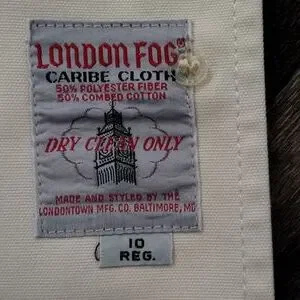 LONDON FOG®
CARIBE CLOTH
50% POLYESTER FIBER
50% COMBED COTTON
DRY CLEAN ONLY
MADE AND STYLED BY THE
LONDONTOWN MFG. CO. BALTIMORE, MD
10
REG.